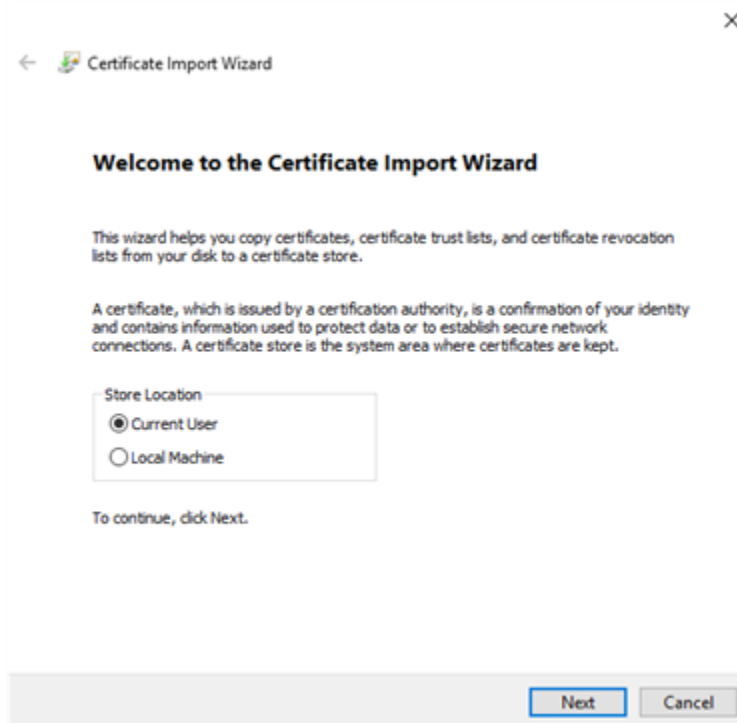 Certificate Import Wizard
Welcome to the Certificate Import Wizard
This wizard helps you copy certificates, certificate trust lists, and certificate revocation
lists from your disk to a certificate store.
A certificate, which is issued by a certification authority, is a confirmation of your identity
and contains information used to protect data or to establish secure network
connections. A certificate store is the system area where certificates are kept.
Store Location
Current User
Local Machine
To continue, click Next.
Next Cancel